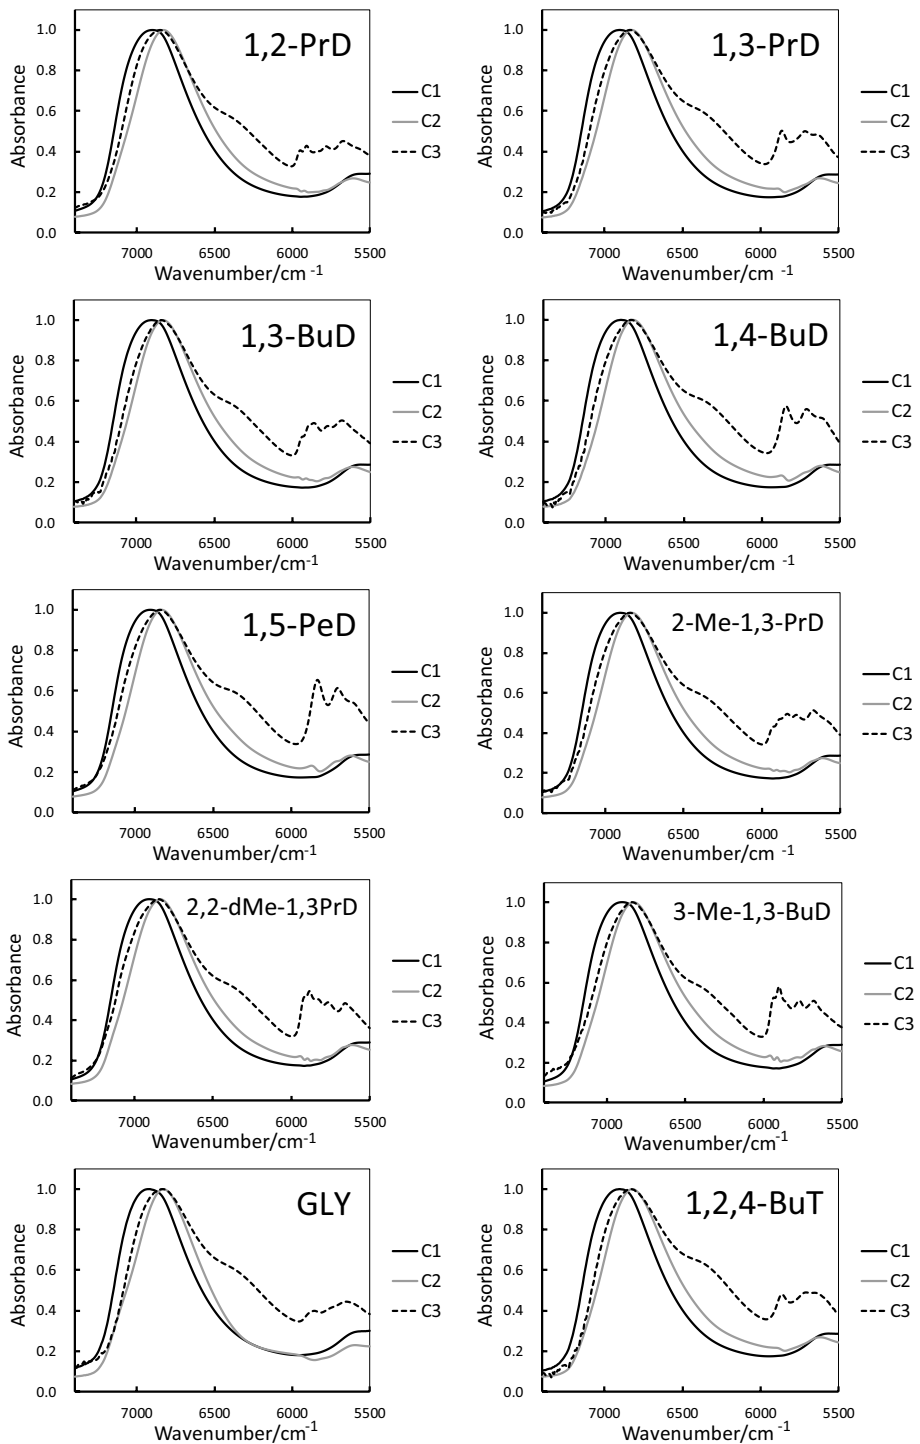 1,2-PrD
Absorbance
1.0
0.8
0.6
0.4
0.2
0.0
7000 6500 6000 5500
Wavenumber/cm -1
C1
C2
C3
1,3-PrD
Absorbance
1.0
0.8
0.6
0.4
0.2
0.0
7000 6500 6000 5500
Wavenumber/cm -1
C1
C2
C3
1,3-BuD
Absorbance
1.0
0.8
0.6
0.4
0.2
0.0
7000 6500 6000 5500
Wavenumber/cm-1
C1
C2
C3
1,4-BuD
Absorbance
1.0
0.8
0.6
0.4
0.2
0.0
7000 6500 6000 5500
Wavenumber/cm-1
C1
C2
C3
1,5-PeD
Absorbance
1.0
0.8
0.6
0.4
0.2
0.0
7000 6500 6000 5500
Wavenumber/cm-1
C1
C2
C3
2-Me-1,3-PrD
Absorbance
1.0
0.8
0.6
0.4
0.2
0.0
7000 6500 6000 5500
Wavenumber/cm-1
C1
C2
C3
2,2-dMe-1,3PrD
Absorbance
1.0
0.8
0.6
0.4
0.2
0.0
7000 6500 6000 5500
Wavenumber/cm-1
C1
C2
C3
3-Me-1,3-BuD
Absorbance
1.0
0.8
0.6
0.4
0.2
0.0
7000 6500 6000 5500
Wavenumber/cm-1
C1
C2
C3
GLY
Absorbance
1.0
0.8
0.6
0.4
0.2
0.0
7000 6500 6000 5500
Wavenumber/cm-1
C1
C2
C3
1,2,4-BuT
Absorbance
1.0
0.8
0.6
0.4
0.2
0.0
7000 6500 6000 5500
Wavenumber/cm-1
C1
C2
C3